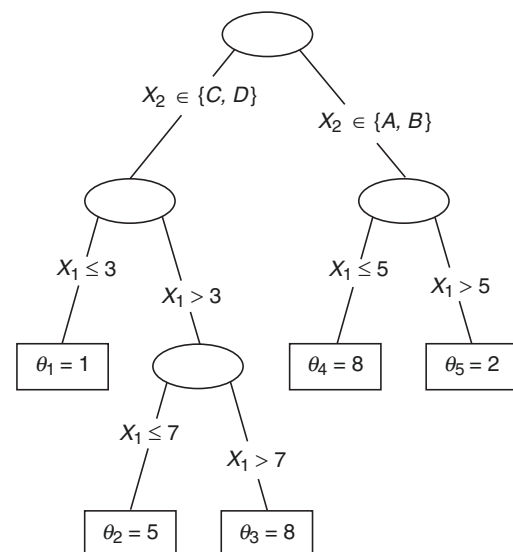 X₂ ∈ {C, D}
X₂ ∈ {A, B}
X₁ ≤ 3
X₁ > 3
X₁ ≤ 5
X₁ > 5
θ₁ = 1
θ₄ = 8
θ₅ = 2
X₁ ≤ 7
X₁ > 7
θ₂ = 5
θ₃ = 8